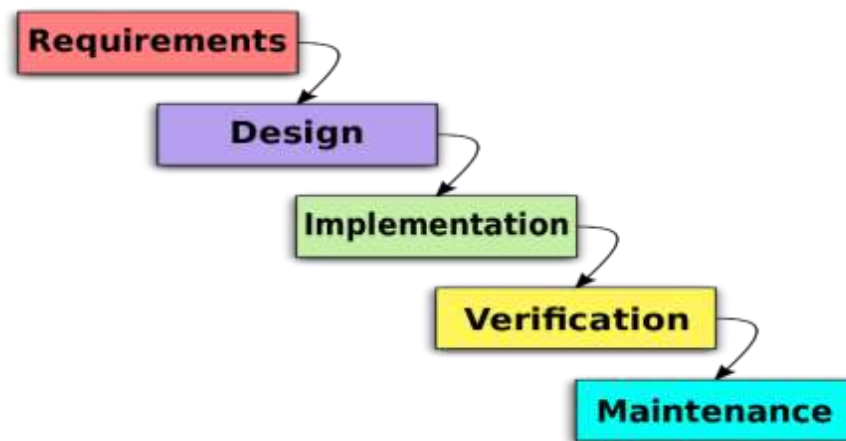 Requirements
Design
Implementation
Verification
Maintenance